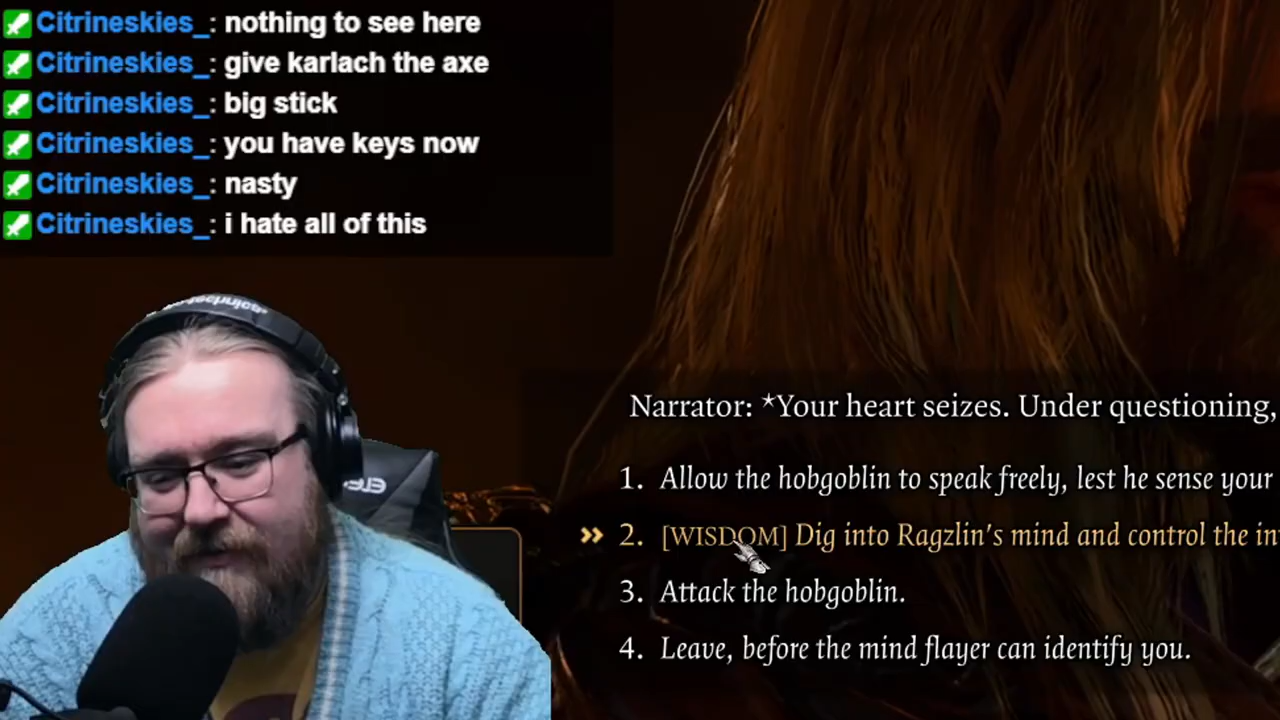 Citrineskies_: nothing to see here
Citrineskies_: give karlach the axe
Citrineskies_: big stick
Citrineskies_: you have keys now
Citrineskies_: nasty
Citrineskies_: i hate all of this
Narrator: *Your heart seizes. Under questioning,
1. Allow the hobgoblin to speak freely, lest he sense your
2. [WISDOM] Dig into Ragzlin's mind and control the in
3. Attack the hobgoblin.
4. Leave, before the mind flayer can identify you.